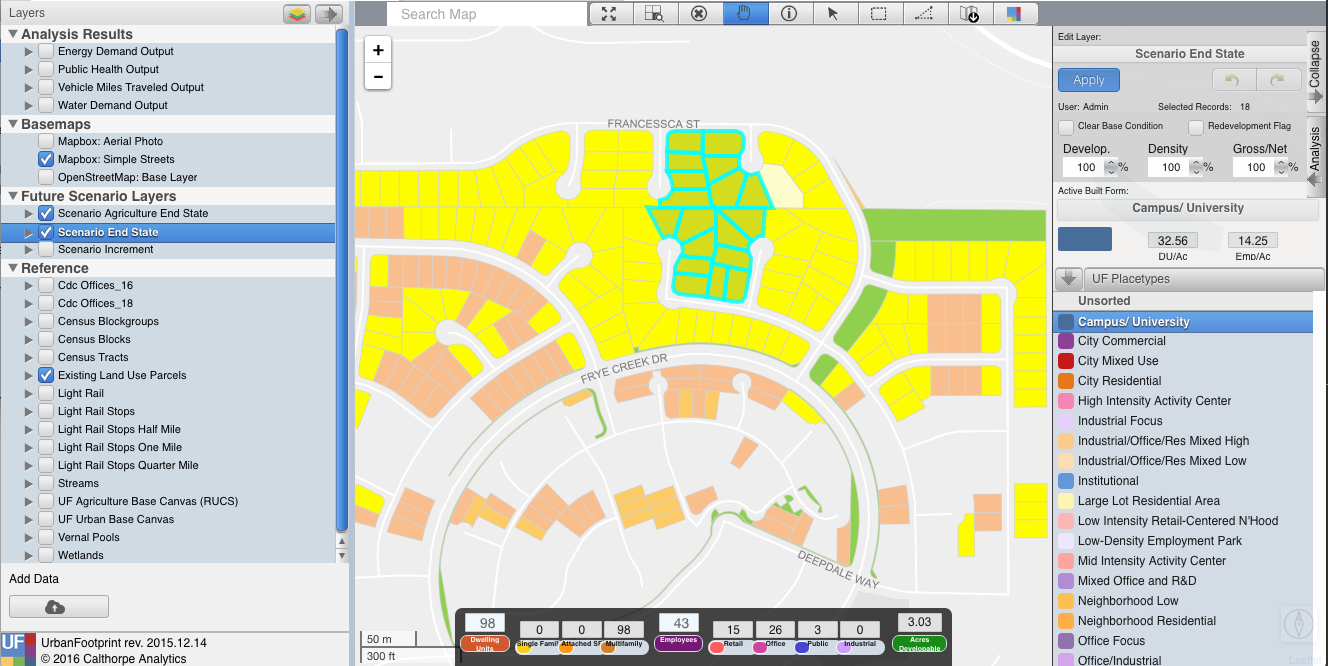 Layers
Analysis Results
Energy Demand Output
Public Health Output
Vehicle Miles Traveled Output
Water Demand Output
Basemaps
Mapbox: Aerial Photo
Mapbox: Simple Streets
OpenStreetMap: Base Layer
Future Scenario Layers
Scenario Agriculture End State
Scenario End State
Scenario Increment
Reference
Cdc Offices_16
Cdc Offices_18
Census Blockgroups
Census Blocks
Census Tracts
Existing Land Use Parcels
Light Rail
Light Rail Stops
Light Rail Stops Half Mile
Light Rail Stops One Mile
Light Rail Stops Quarter Mile
Streams
UF Agriculture Base Canvas (RUCS)
UF Urban Base Canvas
Vernal Pools
Wetlands
Add Data
UF
UrbanFootprint rev. 2015.12.14
© 2016 Calthorpe Analytics
Search Map
+
−
FRANCESSCA ST
FRYE CREEK DR
DEEPDALE WAY
50 m
300 ft
98 0 0 98 43 15 26 3 0 3.03
Dwelling Units Single Famil Attached SF Multifamily Employees Retail Office Public Industrial Acres Developable
Edit Layer:
Scenario End State
Apply
User: Admin Selected Records: 18
Clear Base Condition Redevelopment Flag
Develop. Density Gross/Net
100 % 100 % 100 %
Active Built Form:
Campus/ University
32.56 14.25
DU/Ac Emp/Ac
UF Placetypes
Unsorted
Campus/ University
City Commercial
City Mixed Use
City Residential
High Intensity Activity Center
Industrial Focus
Industrial/Office/Res Mixed High
Industrial/Office/Res Mixed Low
Institutional
Large Lot Residential Area
Low Intensity Retail-Centered N'Hood
Low-Density Employment Park
Mid Intensity Activity Center
Mixed Office and R&D
Neighborhood Low
Neighborhood Residential
Office Focus
Office/Industrial
Collapse
Analysis